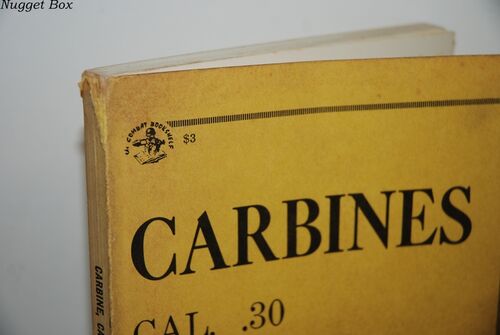 Nugget Box
COMBAT BOOKSHELF
$3
CARBINES
CAL. .30
CARBINE,